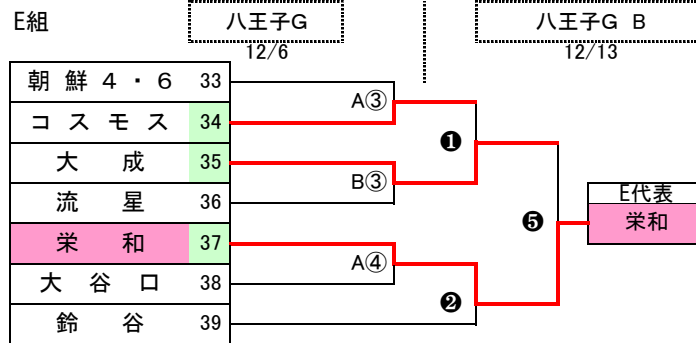 E組 八王子G 八王子G B
12/6 12/13
朝鮮4・6 33
A③
コスモス 34
❶
大成 35
B③
E代表
流星 36
❺ 栄和
栄和 37
A④
大谷口 38
❷
鈴谷 39